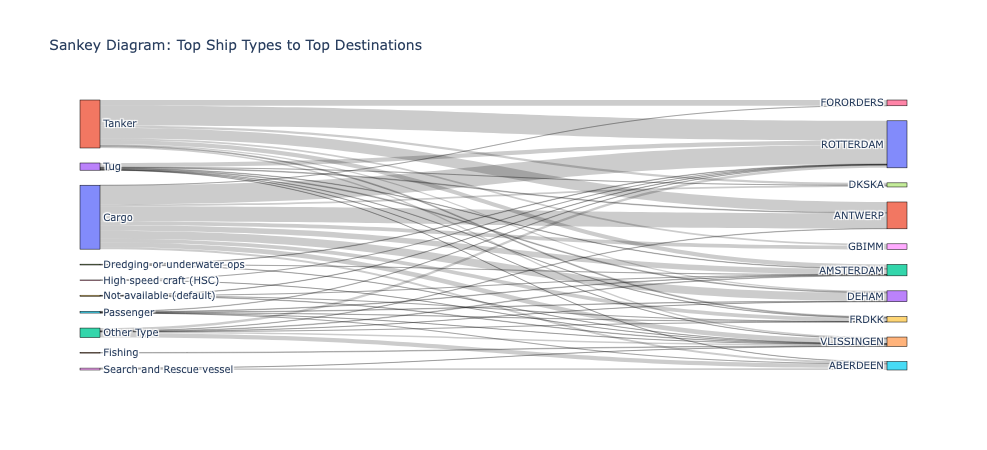 Sankey Diagram: Top Ship Types to Top Destinations
Tanker
Tug
Cargo
Dredging or underwater ops
High speed craft (HSC)
Not available (default)
Passenger
Other Type
Fishing
Search and Rescue vessel
FORORDERS
ROTTERDAM
DKSKA
ANTWERP
GBIMM
AMSTERDAM
DEHAM
FRDKK
VLISSINGEN
ABERDEEN